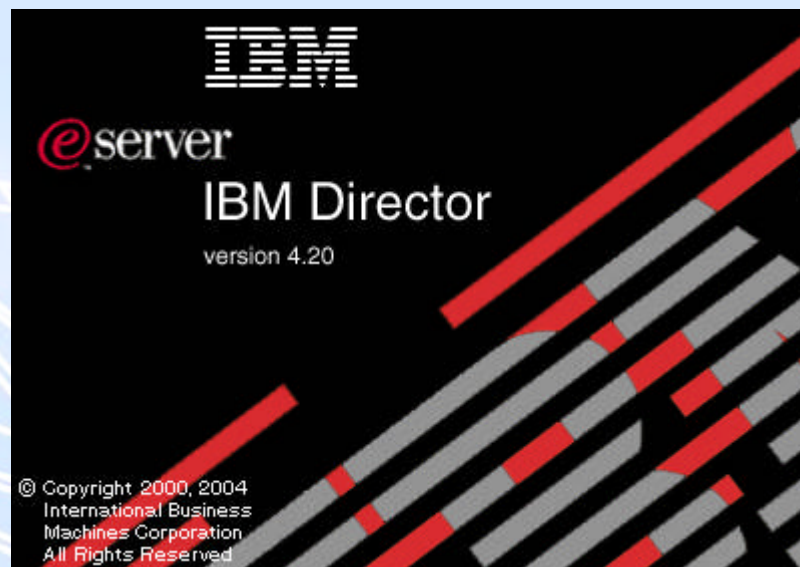 IBM
eserver
IBM Director
version 4.20
© Copyright 2000, 2004
International Business
Machines Corporation
All Rights Reserved